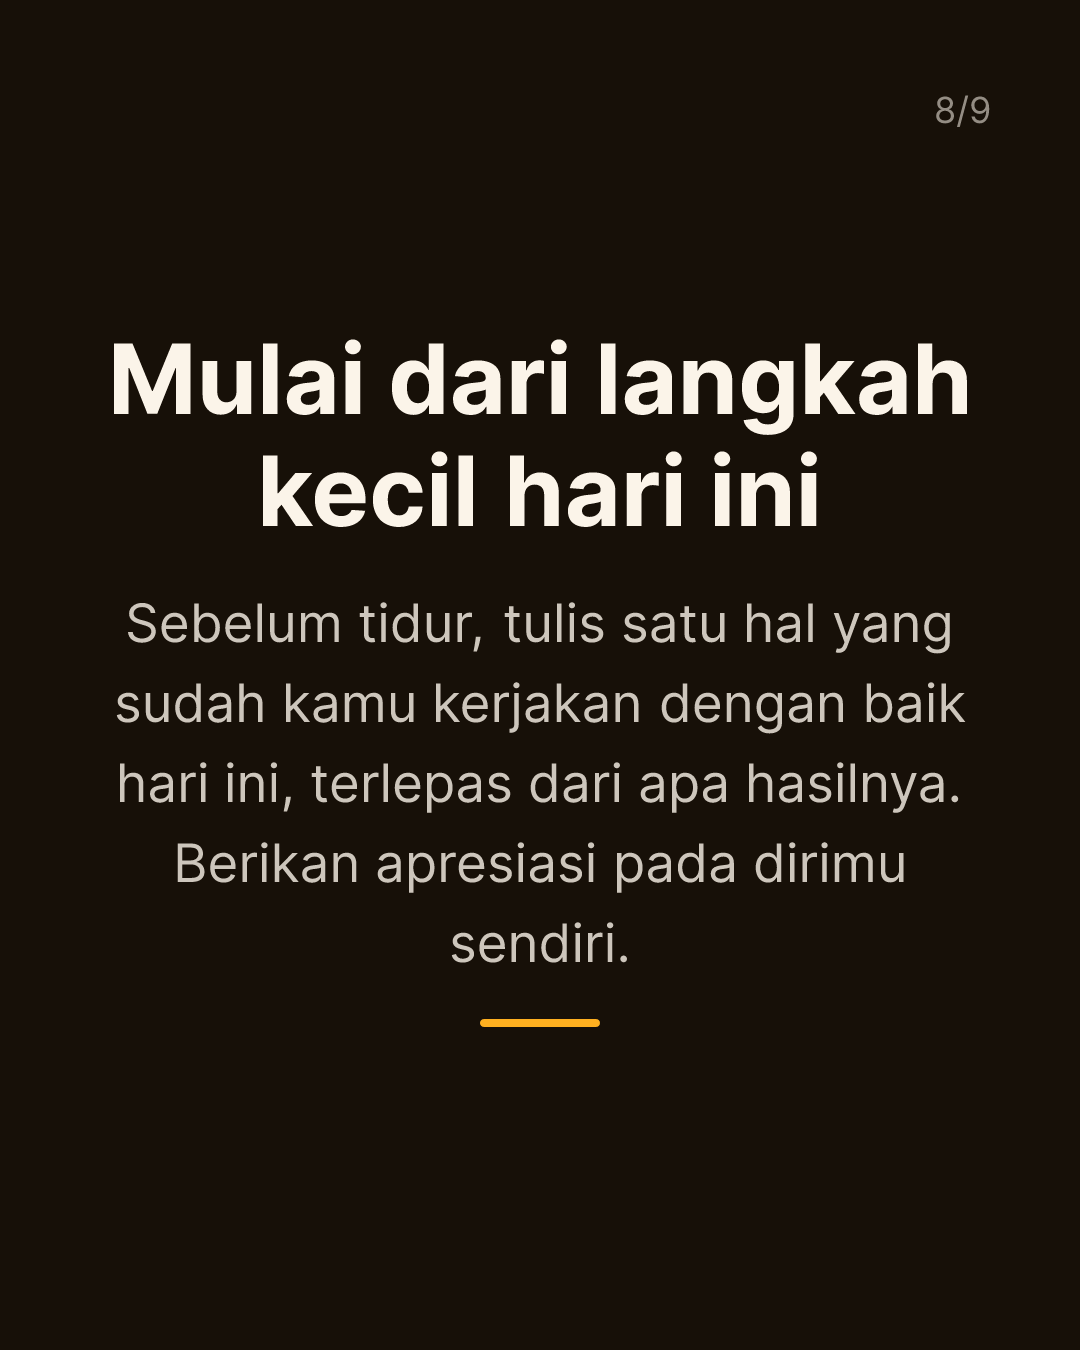 8/9
Mulai dari langkah
kecil hari ini
Sebelum tidur, tulis satu hal yang
sudah kamu kerjakan dengan baik
hari ini, terlepas dari apa hasilnya.
Berikan apresiasi pada dirimu
sendiri.